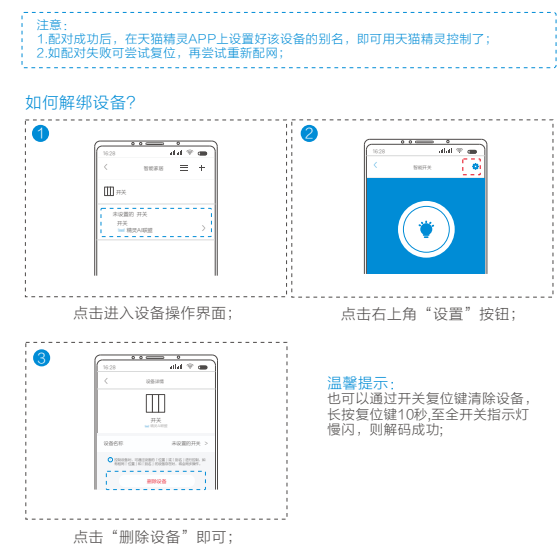 注意：
1.配对成功后，在天猫精灵APP上设置好该设备的别名，即可用天猫精灵控制了；
2.如配对失败可尝试复位，再尝试重新配网；
如何解绑设备？
1
16:28
智能家居
开关
未设置的 开关
开关
精灵AI联盟
点击进入设备操作界面；
2
16:28
智能开关
点击右上角“设置”按钮；
3
16:28
设备详情
开关
设备名称
未设置的开关
删除设备
点击“删除设备”即可；
温馨提示：
也可以通过开关复位键清除设备，
长按复位键10秒,至全开关指示灯
慢闪，则解码成功；